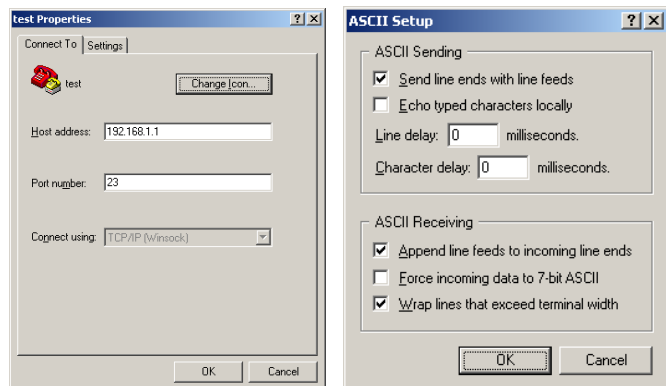 test Properties
Connect To
Settings
test
Change Icon...
Host address:
192.168.1.1
Port number:
23
Connect using:
TCP/IP (Winsock)
OK
Cancel
ASCII Setup
ASCII Sending
Send line ends with line feeds
Echo typed characters locally
Line delay: 0 milliseconds.
Character delay: 0 milliseconds.
ASCII Receiving
Append line feeds to incoming line ends
Force incoming data to 7-bit ASCII
Wrap lines that exceed terminal width
OK
Cancel